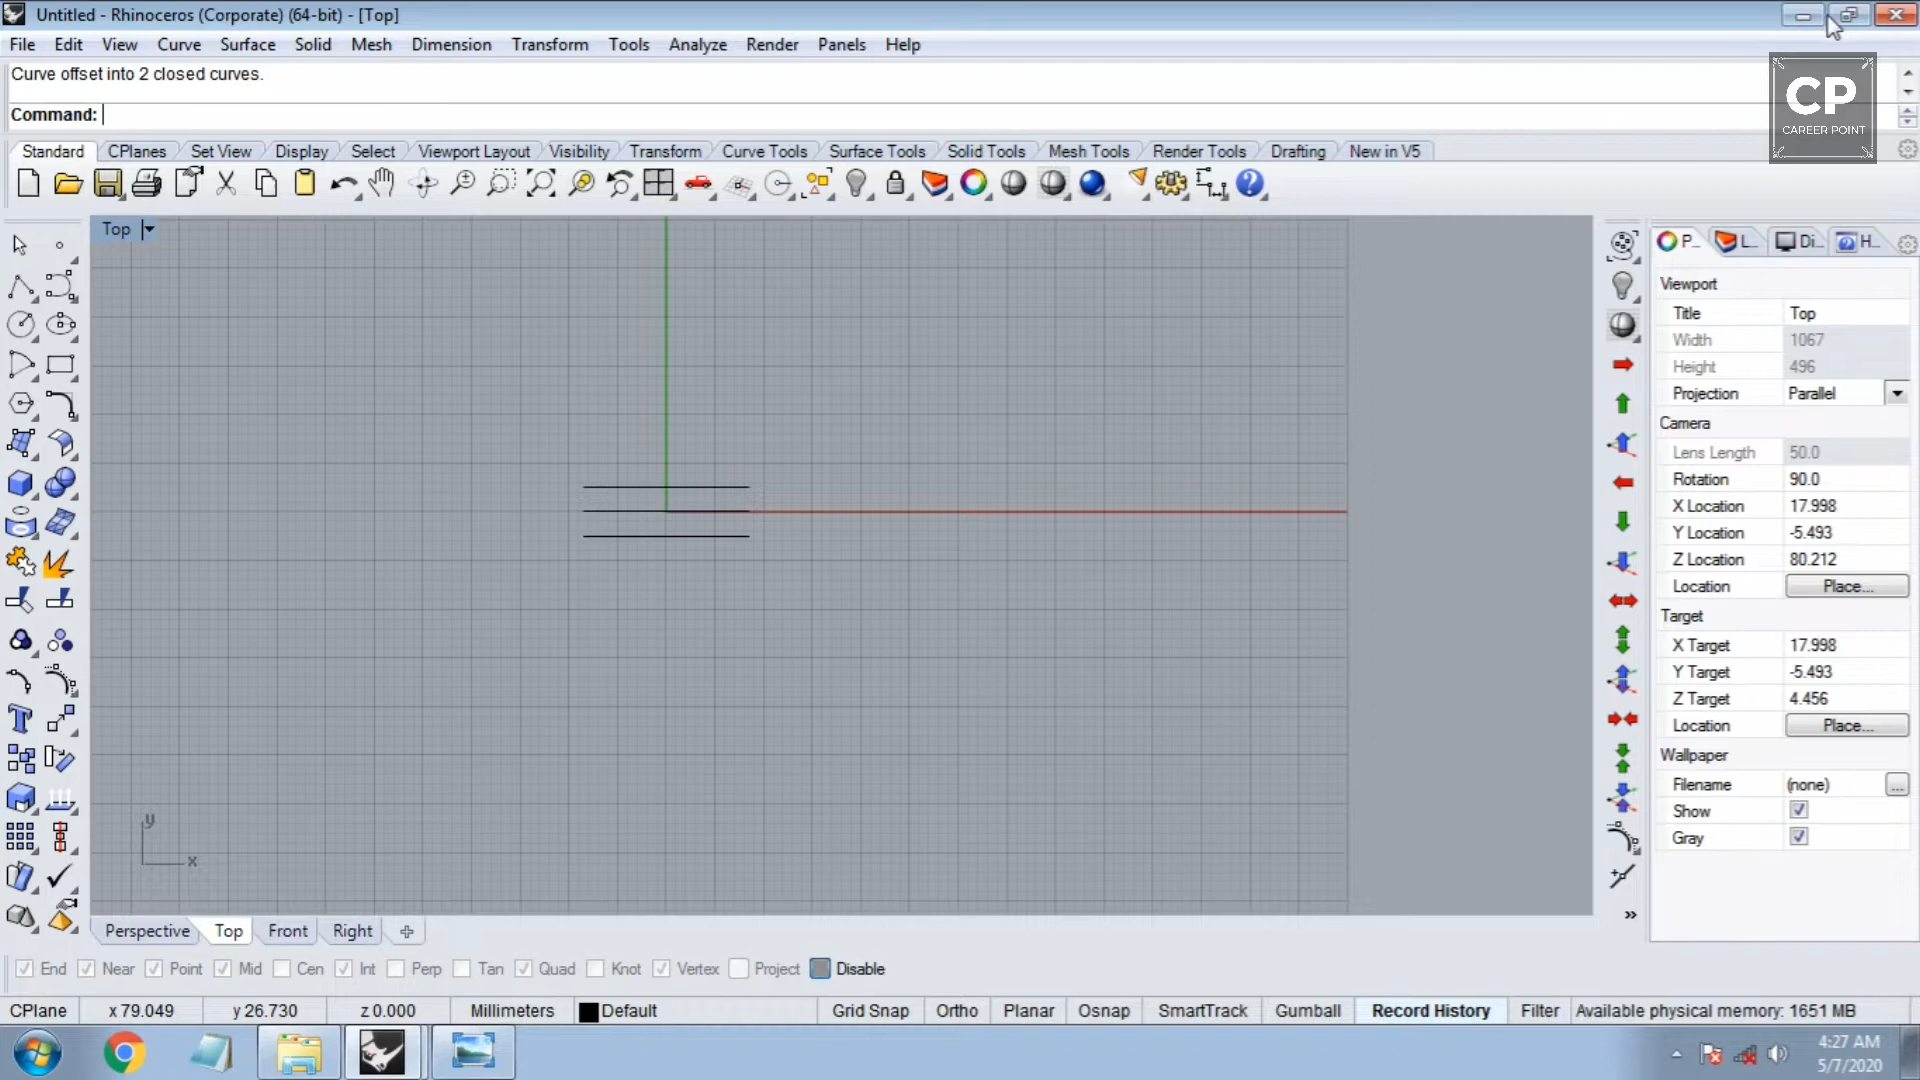 Untitled - Rhinoceros (Corporate) (64-bit) - [Top]
File Edit View Curve Surface Solid Mesh Dimension Transform Tools Analyze Render Panels Help
Curve offset into 2 closed curves.
Command:
CP
CAREER POINT
Standard CPlanes Set View Display Select Viewport Layout Visibility Transform Curve Tools Surface Tools Solid Tools Mesh Tools Render Tools Drafting New in V5
Top
P... L... Di... H...
Viewport
Title Top
Width 1067
Height 496
Projection Parallel
Camera
Lens Length 50.0
Rotation 90.0
X Location 17.998
Y Location -5.493
Z Location 80.212
Location Place...
Target
X Target 17.998
Y Target -5.493
Z Target 4.456
Location Place...
Wallpaper
Filename (none) ...
Show
Gray
y
x
Perspective Top Front Right
End Near Point Mid Cen Int Perp Tan Quad Knot Vertex Project Disable
CPlane x 79.049 y 26.730 z 0.000 Millimeters Default Grid Snap Ortho Planar Osnap SmartTrack Gumball Record History Filter Available physical memory: 1651 MB
4:27 AM
5/7/2020